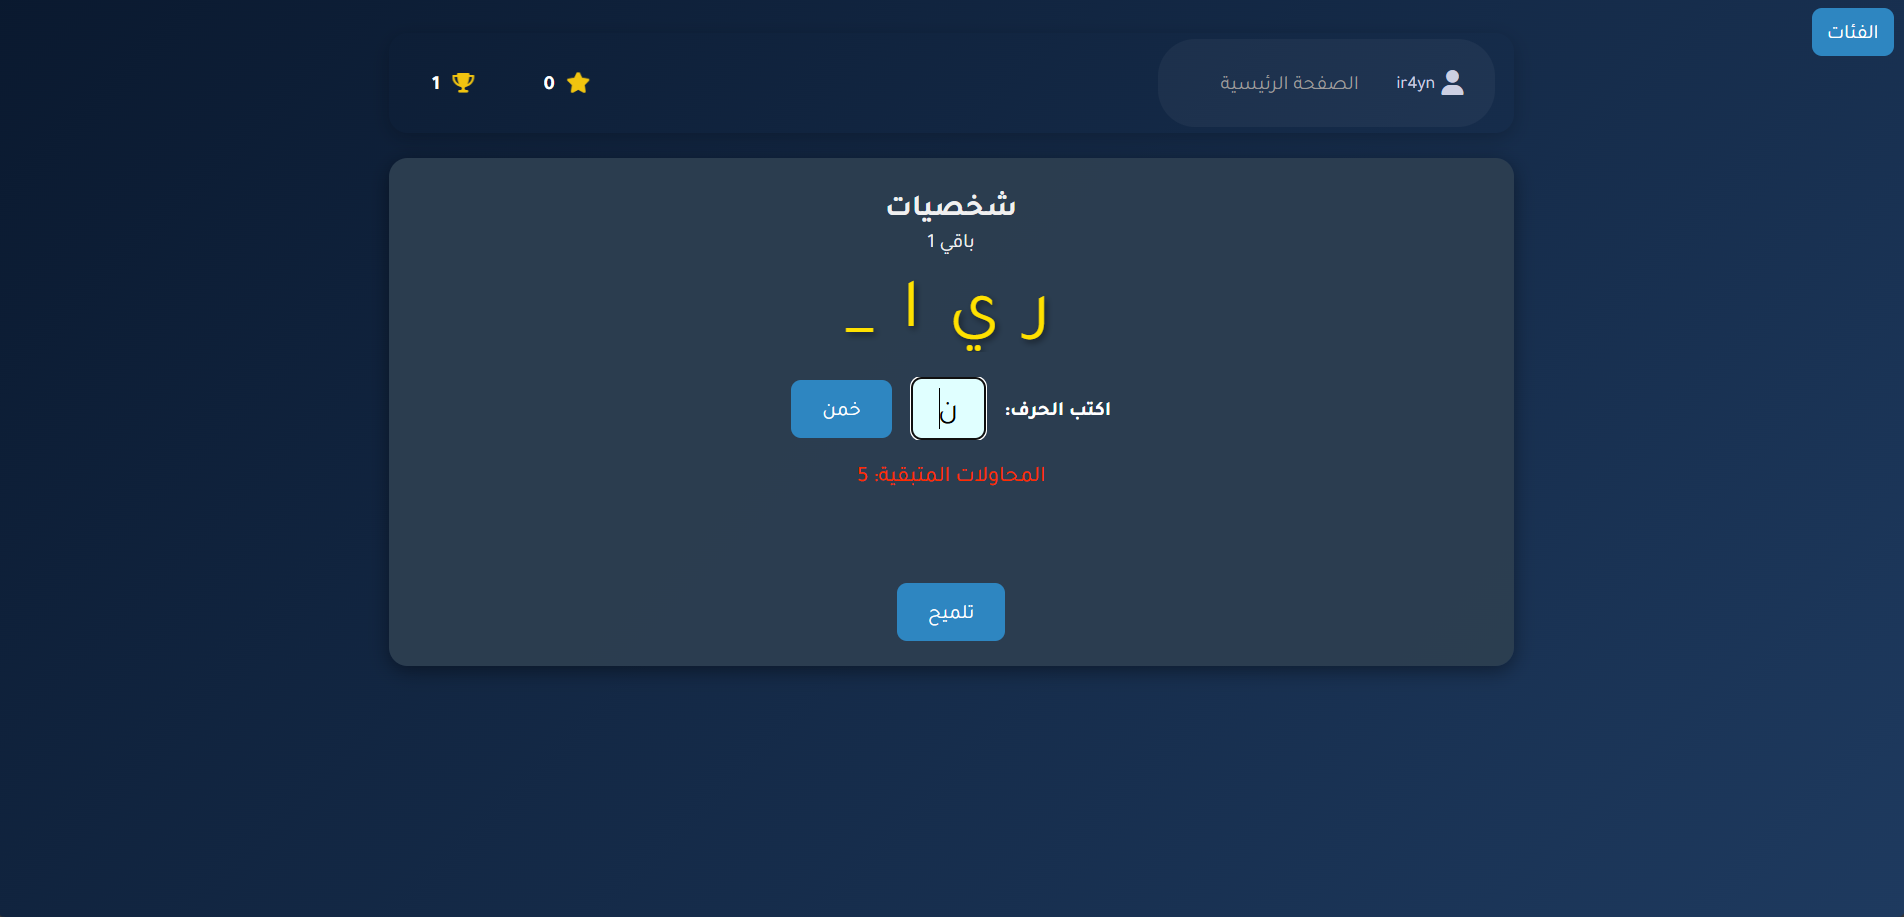 الفئات
ir4yn الصفحة الرئيسية 0 1
شخصيات
باقي 1
ر ي ا _
اكتب الحرف: ن خمن
المحاولات المتبقية: 5
تلميح